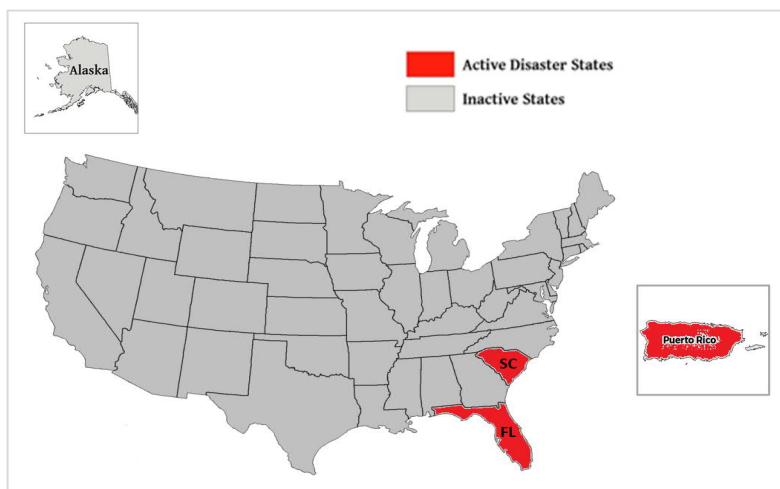 Alaska
Active Disaster States
Inactive States
Puerto Rico
SC
FL